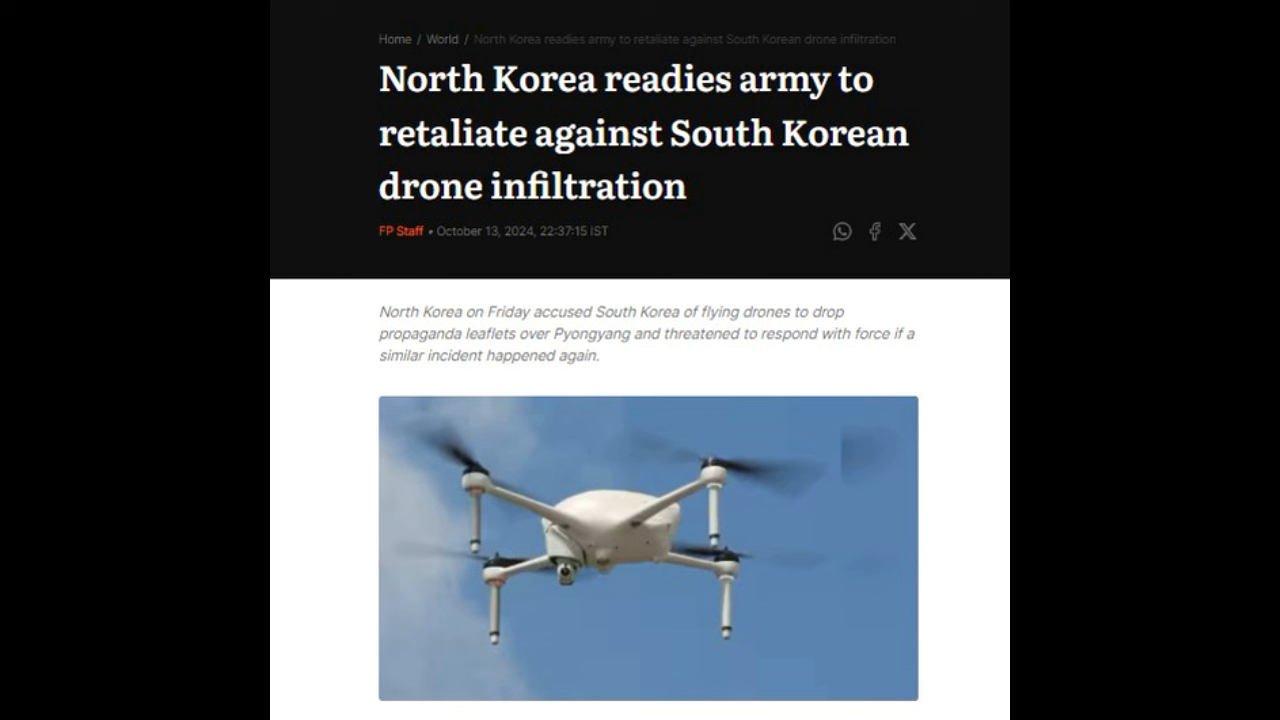 Home / World / North Korea readies army to retaliate against South Korean drone infiltration
North Korea readies army to
retaliate against South Korean
drone infiltration
FP Staff • October 13, 2024, 22:37:15 IST
North Korea on Friday accused South Korea of flying drones to drop
propaganda leaflets over Pyongyang and threatened to respond with force if a
similar incident happened again.